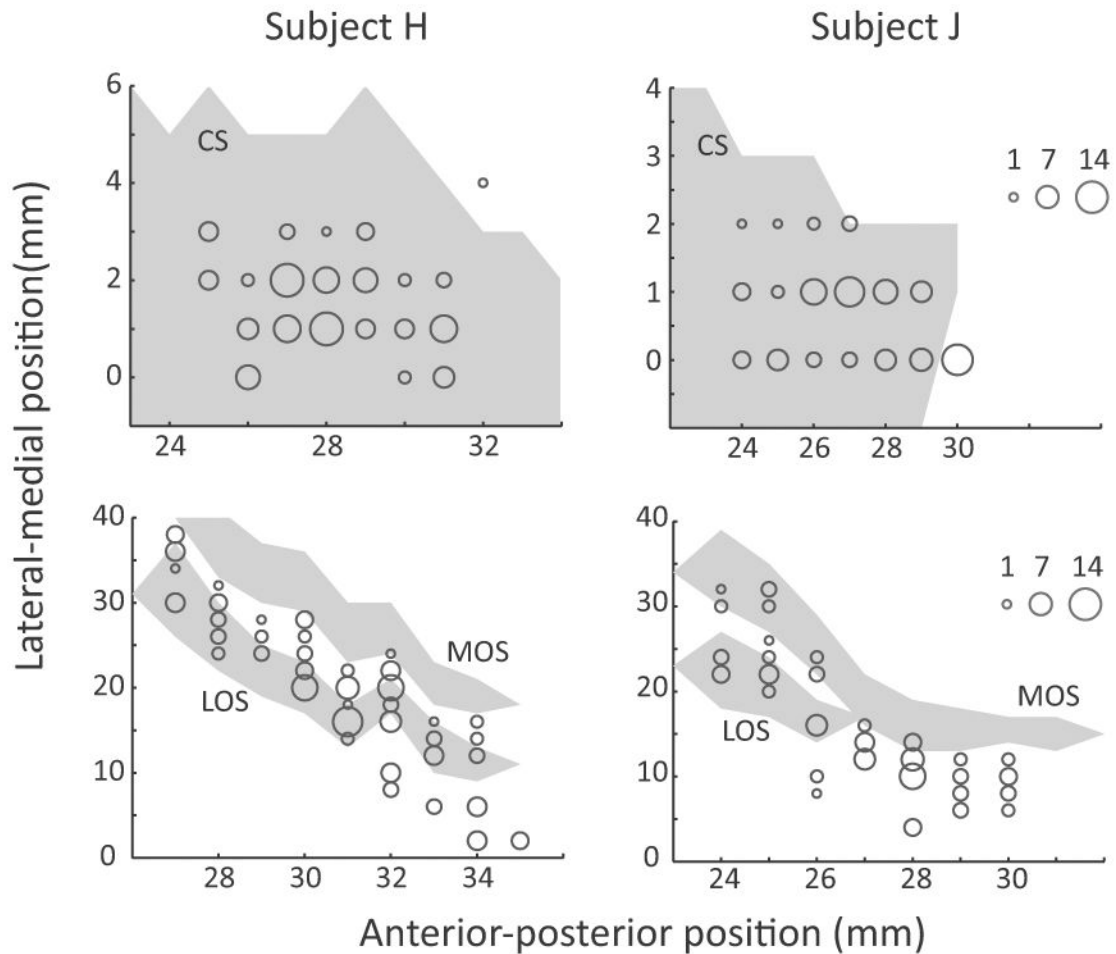 Subject H
Subject J
Lateral-medial position(mm)
6
4
2
0
CS
24
28
32
4
3
2
1
0
CS
24
26
28
30
1 7 14
40
30
20
10
0
LOS
MOS
28
30
32
34
40
30
20
10
0
LOS
MOS
24
26
28
30
1 7 14
Anterior-posterior position (mm)